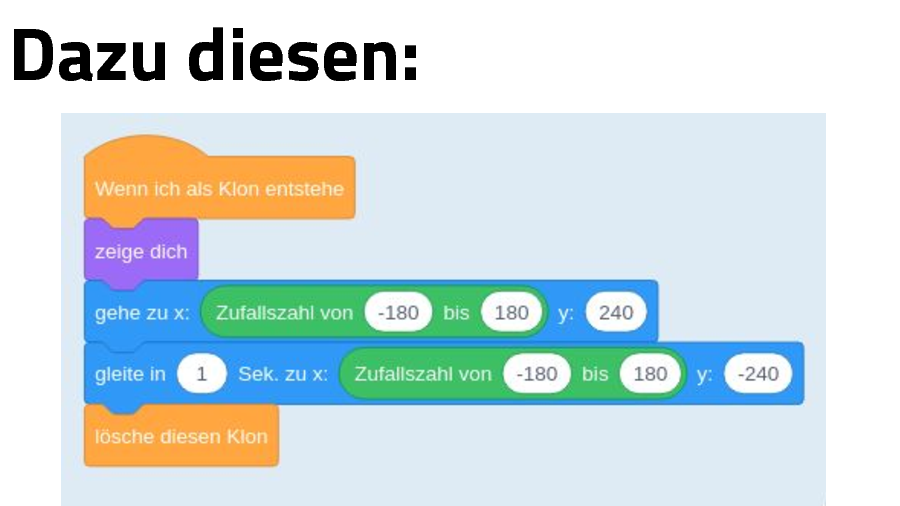 Dazu diesen:
Wenn ich als Klon entstehe
zeige dich
gehe zu x: Zufallszahl von -180 bis 180 y: 240
gleite in 1 Sek. zu x: Zufallszahl von -180 bis 180 y: -240
lösche diesen Klon